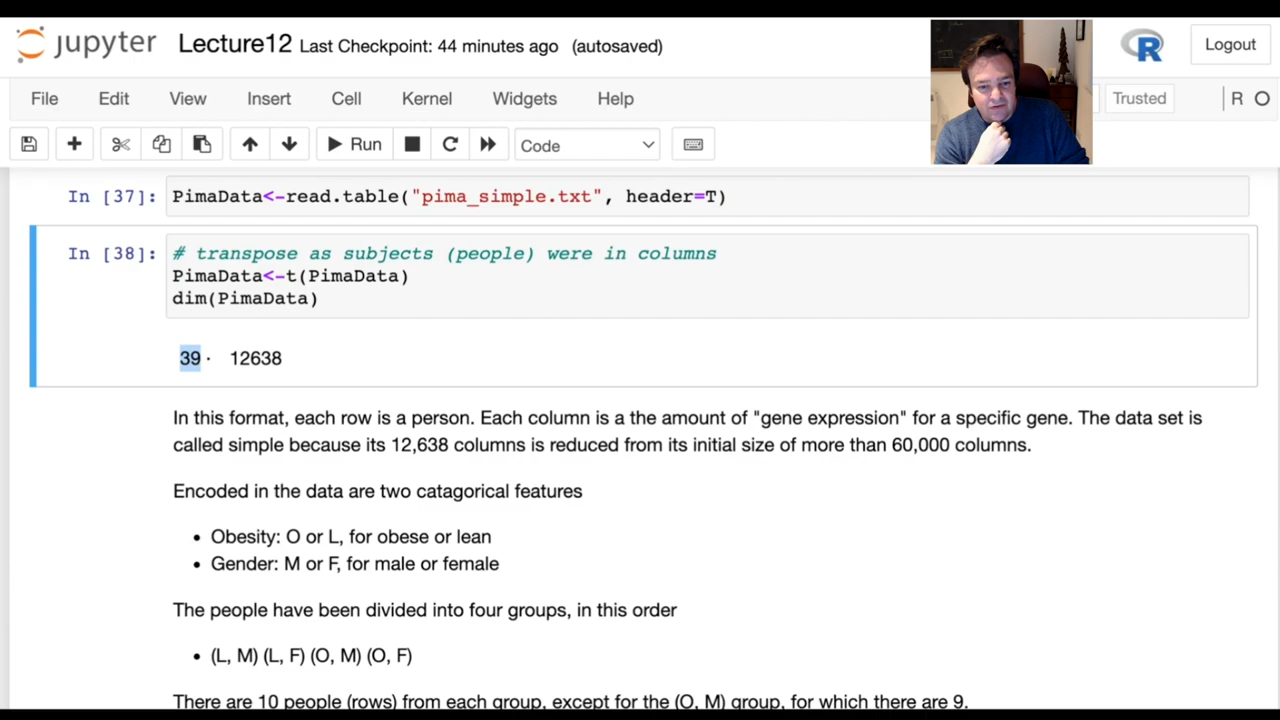 jupyter Lecture12 Last Checkpoint: 44 minutes ago (autosaved) R Logout
File Edit View Insert Cell Kernel Widgets Help Trusted R
Run Code
In [37]: PimaData<-read.table("pima_simple.txt", header=T)
In [38]: # transpose as subjects (people) were in columns
PimaData<-t(PimaData)
dim(PimaData)
39 · 12638
In this format, each row is a person. Each column is a the amount of "gene expression" for a specific gene. The data set is
called simple because its 12,638 columns is reduced from its initial size of more than 60,000 columns.
Encoded in the data are two catagorical features
• Obesity: O or L, for obese or lean
• Gender: M or F, for male or female
The people have been divided into four groups, in this order
• (L, M) (L, F) (O, M) (O, F)
There are 10 people (rows) from each group, except for the (O, M) group, for which there are 9.